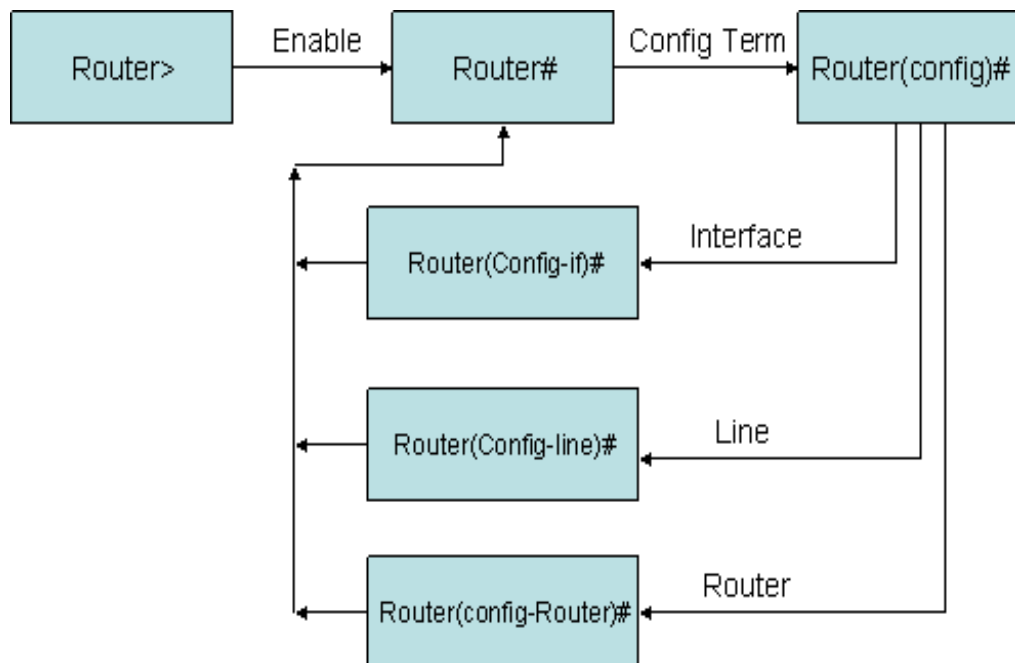 Enable
Config Term
Router>
Router#
Router(config)#
Interface
Router(Config-if)#
Line
Router(Config-line)#
Router
Router(config-Router)#